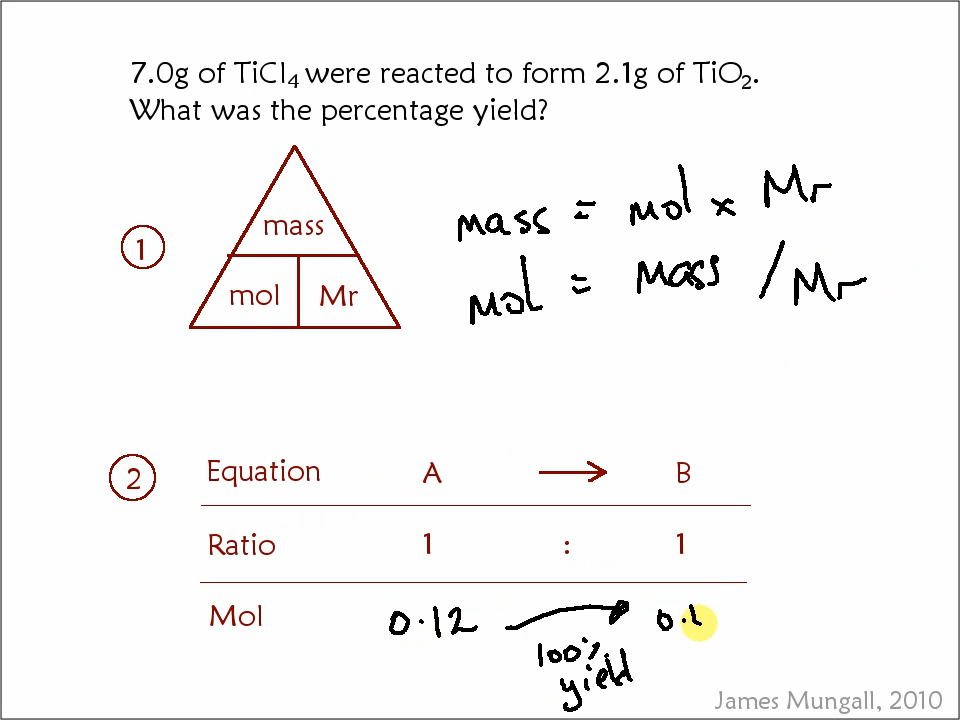 7.0g of TiCl₄ were reacted to form 2.1g of TiO₂.
What was the percentage yield?
1
mass
mol Mr
mass = mol x Mr
mol = mass / Mr
2
Equation A → B
Ratio 1 : 1
Mol 0.12 → 0.1
100% yield
James Mungall, 2010